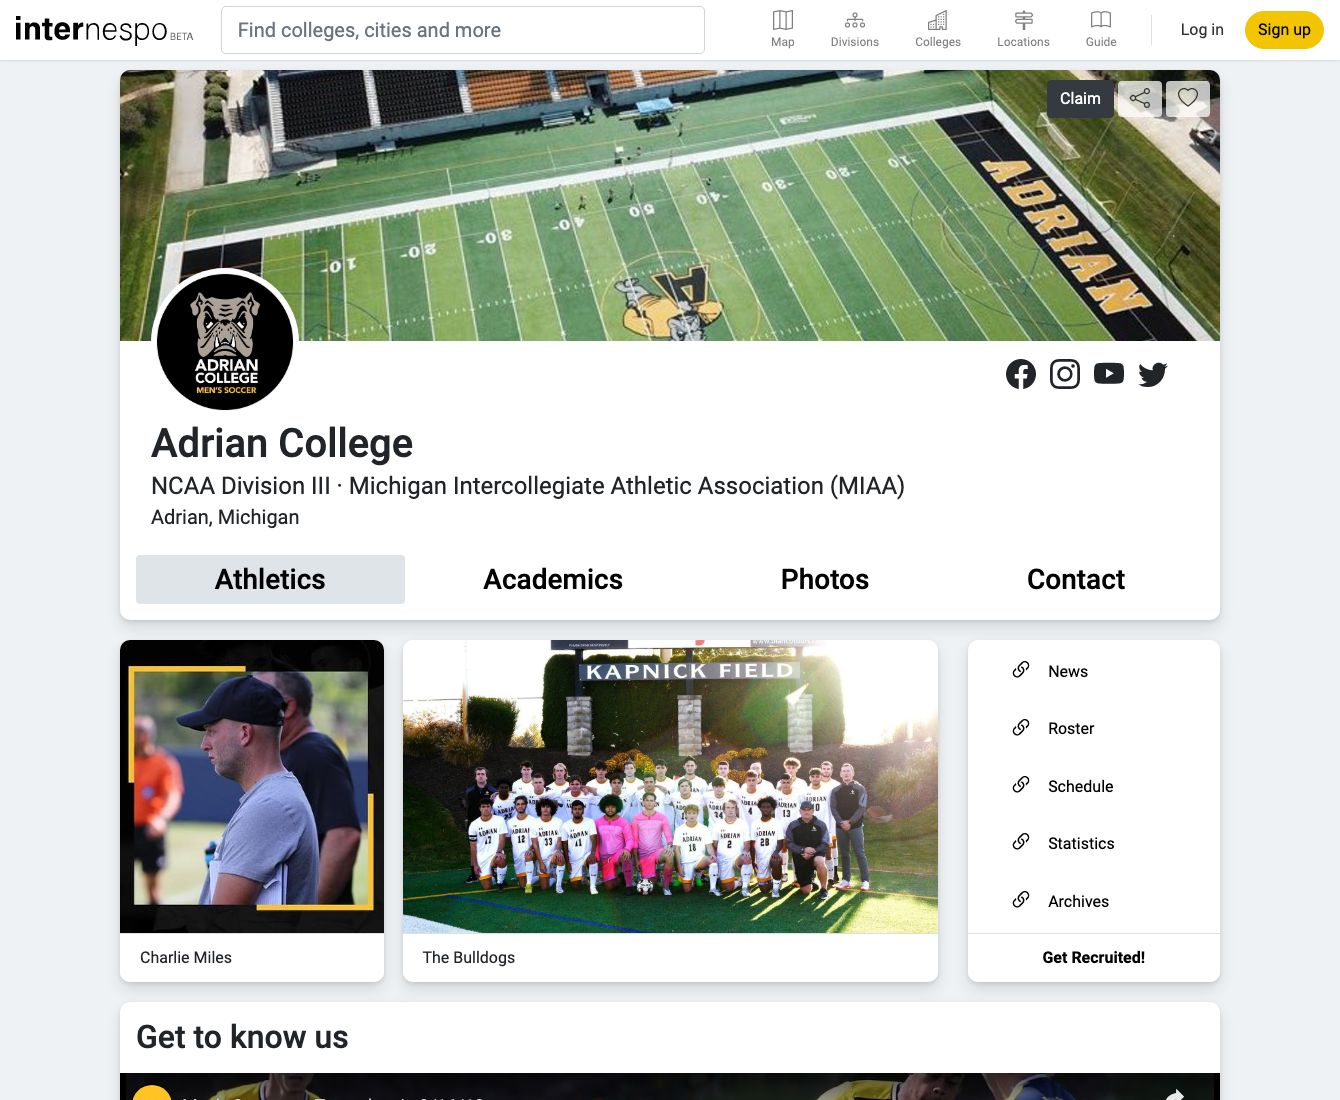 internespo BETA
Find colleges, cities and more
Map
Divisions
Colleges
Locations
Guide
Log in
Sign up
Claim
ADRIAN
A
ADRIAN
COLLEGE
MEN'S SOCCER
Adrian College
NCAA Division III · Michigan Intercollegiate Athletic Association (MIAA)
Adrian, Michigan
Athletics
Academics
Photos
Contact
KAPNICK FIELD
Charlie Miles
The Bulldogs
News
Roster
Schedule
Statistics
Archives
Get Recruited!
Get to know us